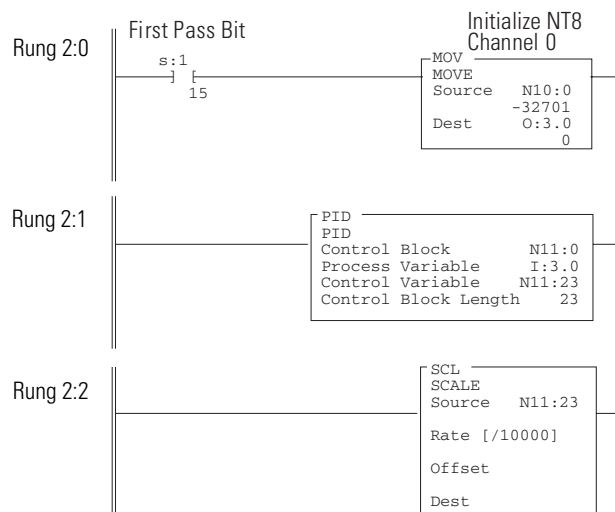 Rung 2:0
First Pass Bit
s:1
] [
15
Initialize NT8
Channel 0
MOV
MOVE
Source N10:0
-32701
Dest O:3.0
0
Rung 2:1
PID
PID
Control Block N11:0
Process Variable I:3.0
Control Variable N11:23
Control Block Length 23
Rung 2:2
SCL
SCALE
Source N11:23
Rate [/10000]
Offset
Dest